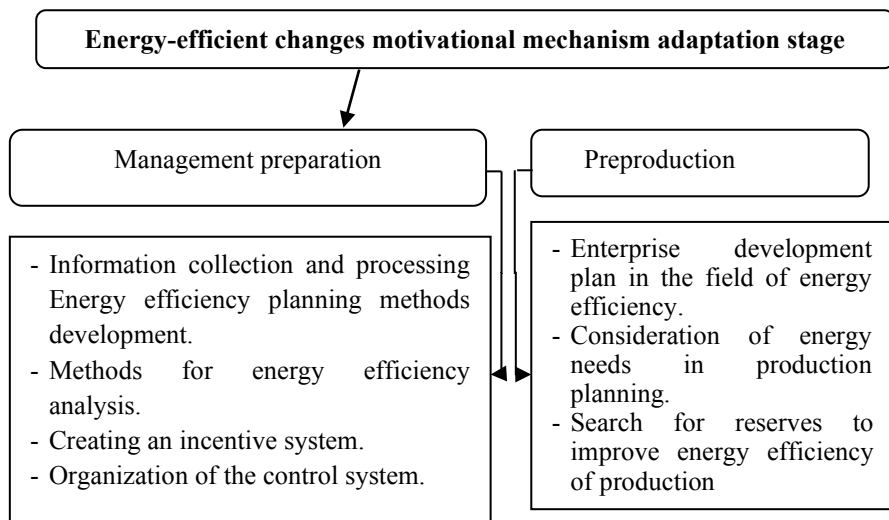 Energy-efficient changes motivational mechanism adaptation stage
Management preparation
Preproduction
- Information collection and processing
Energy efficiency planning methods
development.
- Methods for energy efficiency
analysis.
- Creating an incentive system.
- Organization of the control system.
- Enterprise development
plan in the field of energy
efficiency.
- Consideration of energy
needs in production
planning.
- Search for reserves to
improve energy efficiency
of production